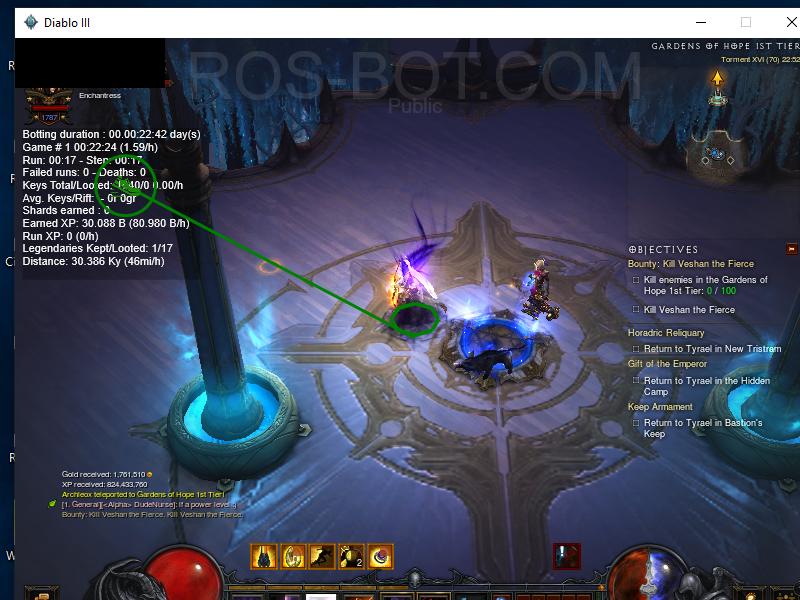 Diablo III
ROS-BOT.COM
Public
GARDENS OF HOPE 1ST TIER
Torment XVI (70) 22:52
Enchantress
1787
Botting duration : 00.00:22:42 day(s)
Game # 1 00:22:24 (1.59/h)
Run: 00:17 - Step: 00:17
Failed runs: 0 - Deaths: 0
Keys Total/Looted: 40/0 0.00/h
Avg. Keys/Rift: - 0r 0gr
Shards earned : 0
Earned XP: 30.088 B (80.980 B/h)
Run XP: 0 (0/h)
Legendaries Kept/Looted: 1/17
Distance: 30.386 Ky (46mi/h)
OBJECTIVES
Bounty: Kill Veshan the Fierce
Kill enemies in the Gardens of
Hope 1st Tier: 0 / 100
Kill Veshan the Fierce
Horadric Reliquary
Return to Tyrael in New Tristram
Gift of the Emperor
Return to Tyrael in the Hidden
Camp
Keep Armament
Return to Tyrael in Bastion's
Keep
Gold received: 1,761,510
XP received: 824,433,760
Archleox teleported to Gardens of Hope 1st Tier!
[1. General][<Alpha> DudeNurse]: if a power level :)
Bounty: Kill Veshan the Fierce. Kill Veshan the Fierce.
2